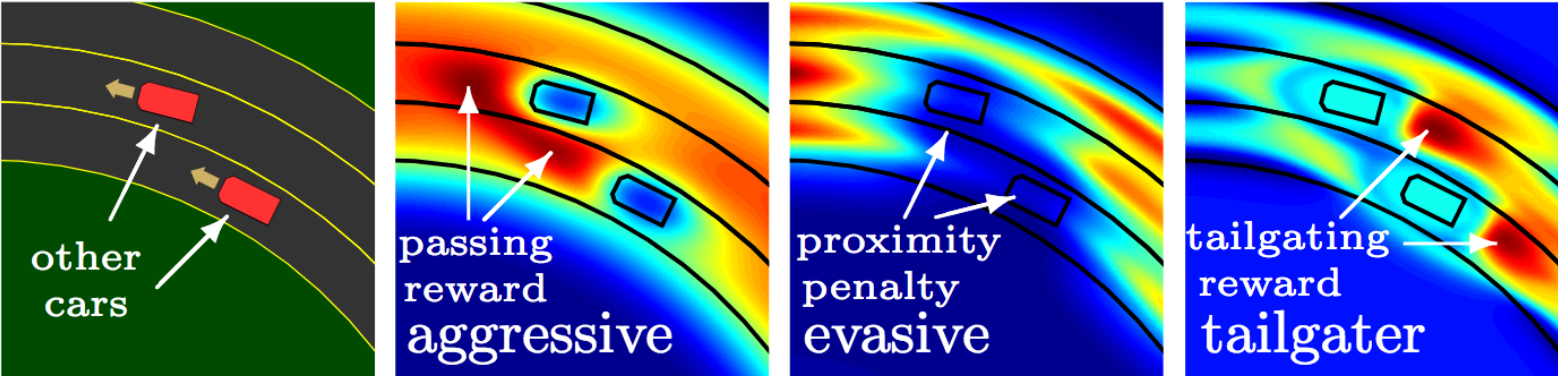 other
cars
passing
reward
aggressive
proximity
penalty
evasive
tailgating
reward
tailgater